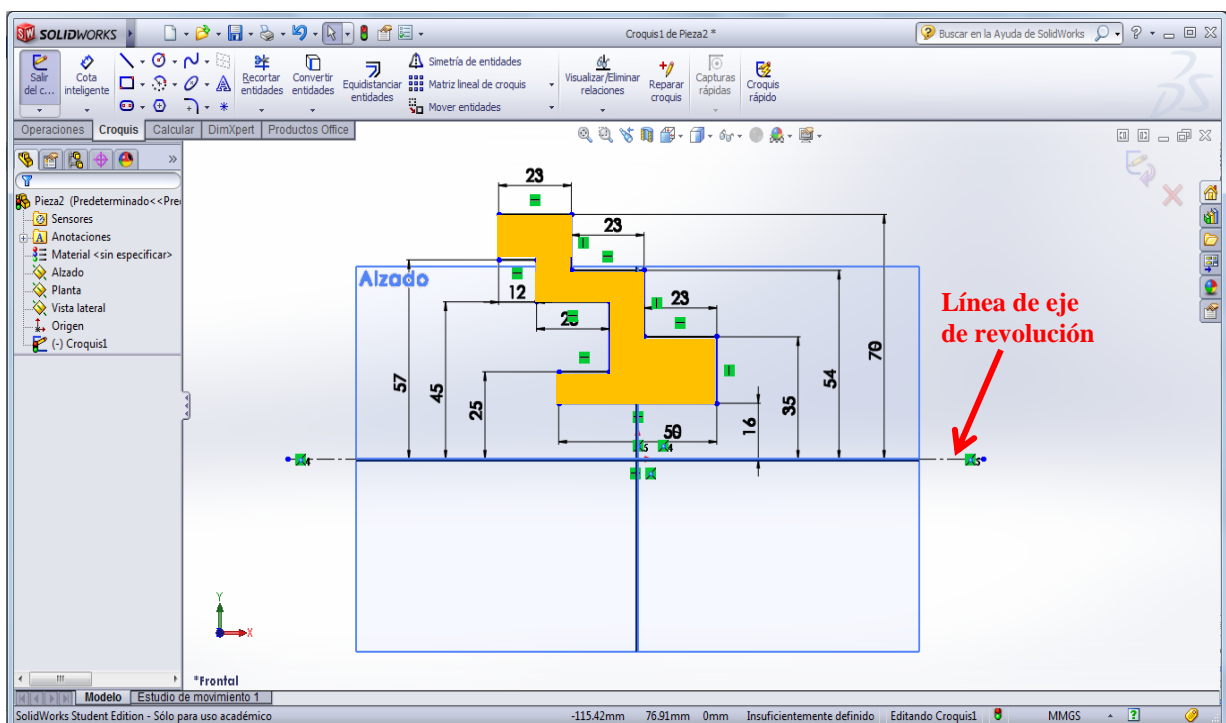 SOLIDWORKS
Croquis1 de Pieza2 *
Buscar en la Ayuda de SolidWorks
Salir del c...
Cota inteligente
Recortar entidades
Convertir entidades
Equidistanciar entidades
Simetría de entidades
Matriz lineal de croquis
Mover entidades
Visualizar/Eliminar relaciones
Reparar croquis
Capturas rápidas
Croquis rápido
Operaciones Croquis Calcular DimXpert Productos Office
Pieza2 (Predeterminado<<Pre
Sensores
Anotaciones
Material <sin especificar>
Alzado
Planta
Vista lateral
Origen
(-) Croquis1
23
23
Alzado
12
23
57
45
25
50
16
35
54
70
Línea de eje
de revolución
Y
X
*Frontal
Modelo Estudio de movimiento 1
SolidWorks Student Edition - Sólo para uso académico
-115.42mm 76.91mm 0mm Insuficientemente definido Editando Croquis1 MMGS